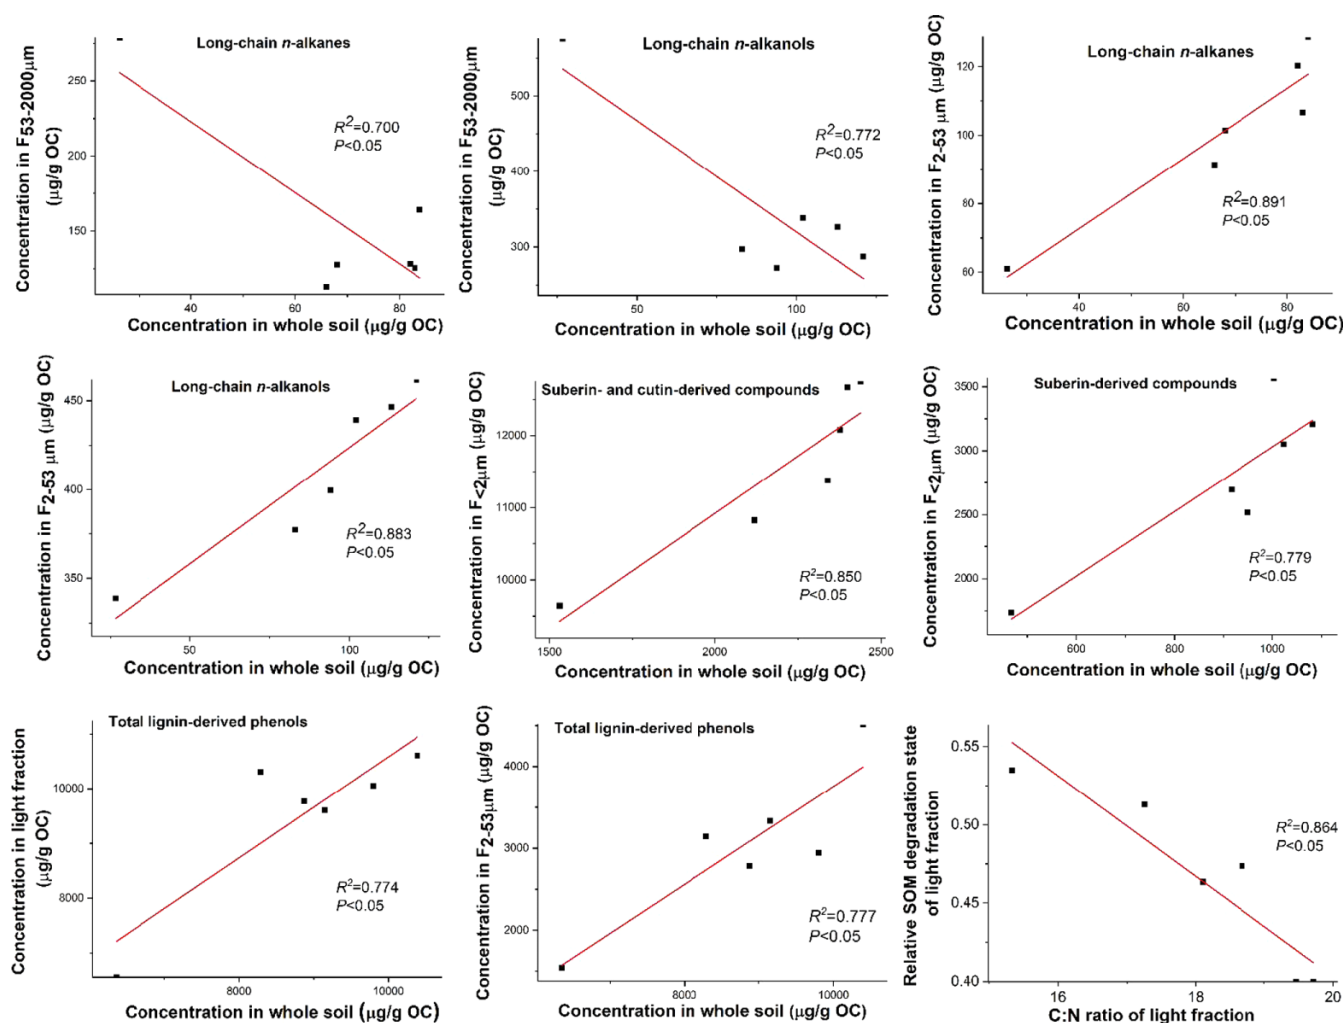 Long-chain n-alkanes
Concentration in F53-2000μm
(μg/g OC)
250
200
150
R2=0.700
P<0.05
40
60
80
Concentration in whole soil (μg/g OC)
Long-chain n-alkanols
Concentration in F53-2000μm
(μg/g OC)
500
400
300
R2=0.772
P<0.05
50
100
Concentration in whole soil (μg/g OC)
Long-chain n-alkanes
Concentration in F2-53 μm (μg/g OC)
120
100
80
60
R2=0.891
P<0.05
40
60
80
Concentration in whole soil (μg/g OC)
Long-chain n-alkanols
Concentration in F2-53 μm (μg/g OC)
450
400
350
R2=0.883
P<0.05
50
100
Concentration in whole soil (μg/g OC)
Suberin- and cutin-derived compounds
Concentration in F<2μm (μg/g OC)
12000
11000
10000
R2=0.850
P<0.05
1500
2000
2500
Concentration in whole soil (μg/g OC)
Suberin-derived compounds
Concentration in F<2μm (μg/g OC)
3500
3000
2500
2000
R2=0.779
P<0.05
600
800
1000
Concentration in whole soil (μg/g OC)
Total lignin-derived phenols
Concentration in light fraction
(μg/g OC)
10000
8000
R2=0.774
P<0.05
8000
10000
Concentration in whole soil (μg/g OC)
Total lignin-derived phenols
Concentration in F2-53μm (μg/g OC)
4000
3000
2000
R2=0.777
P<0.05
8000
10000
Concentration in whole soil (μg/g OC)
Relative SOM degradation state
of light fraction
0.55
0.50
0.45
0.40
R2=0.864
P<0.05
16
18
20
C:N ratio of light fraction